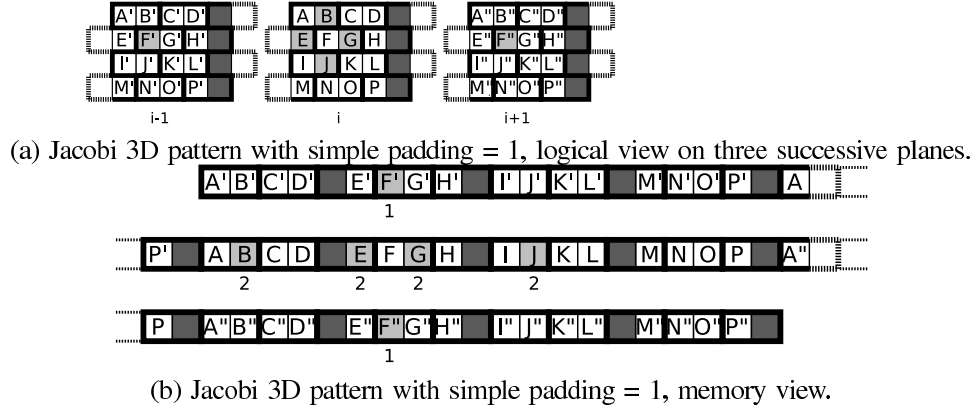 A' B' C' D' A B C D A" B" C" D"
E' F' G' H' E F G H E" F" G" H"
I' J' K' L' I J K L I" J" K" L"
M' N' O' P' M N O P M" N" O" P"
i-1 i i+1
(a) Jacobi 3D pattern with simple padding = 1, logical view on three successive planes.
A' B' C' D' E' F' G' H' I' J' K' L' M' N' O' P' A
1
P' A B C D E F G H I J K L M N O P A"
2 2 2 2
P A" B" C" D" E" F" G" H" I" J" K" L" M" N" O" P"
1
(b) Jacobi 3D pattern with simple padding = 1, memory view.